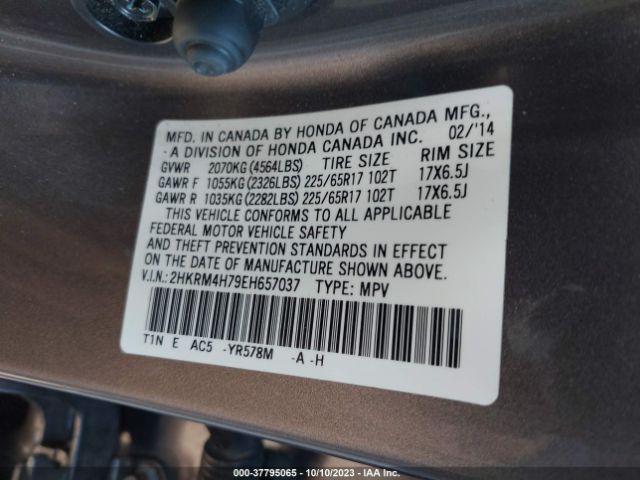 MFD. IN CANADA BY HONDA OF CANADA MFG.,
-A DIVISION OF HONDA CANADA INC. 02/'14
GVWR 2070KG(4564LBS) TIRE SIZE RIM SIZE
GAWR F 1055KG(2326LBS) 225/65R17 102T 17X6.5J
GAWR R 1035KG(2282LBS) 225/65R17 102T 17X6.5J
THIS VEHICLE CONFORMS TO ALL APPLICABLE
FEDERAL MOTOR VEHICLE SAFETY
AND THEFT PREVENTION STANDARDS IN EFFECT
ON DATE OF MANUFACTURE SHOWN ABOVE.
V.I.N.: 2HKRM4H79EH657037 TYPE: MPV
T1N E AC5 -YR578M -A -H
000-37795065 | 10/10/2023 - IAA Inc.